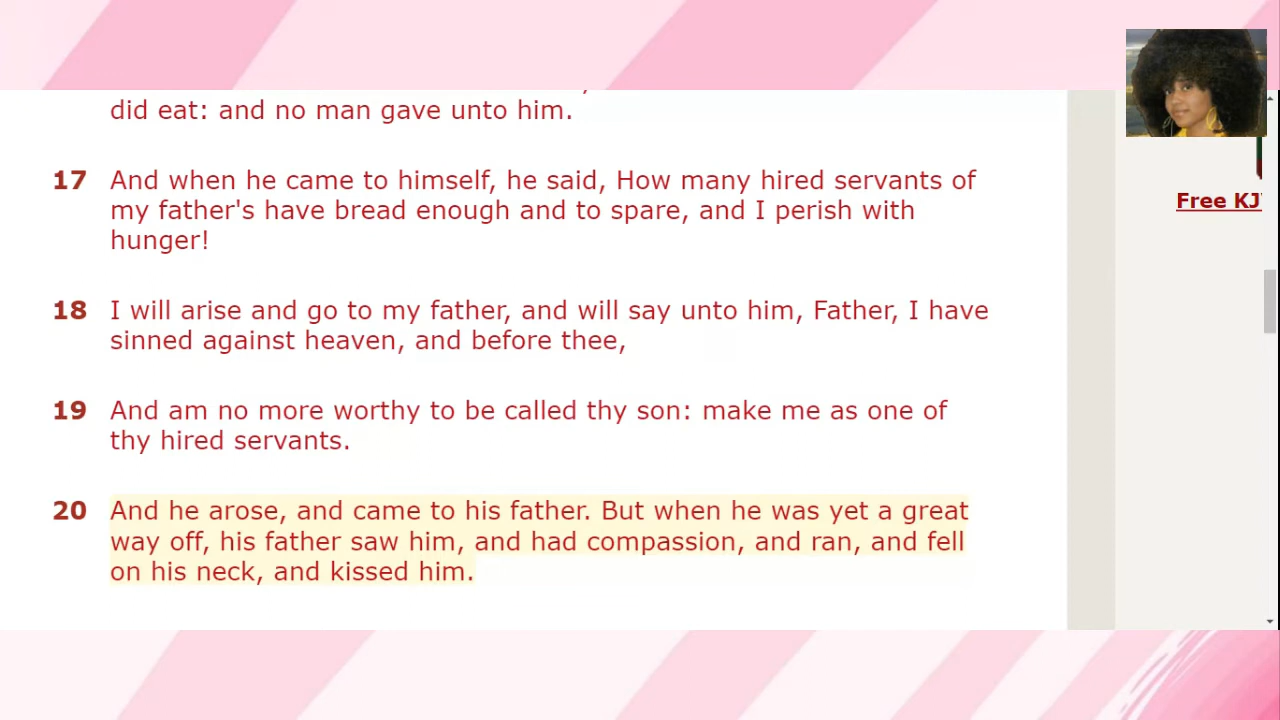 did eat: and no man gave unto him.
17 And when he came to himself, he said, How many hired servants of
my father's have bread enough and to spare, and I perish with
hunger!
18 I will arise and go to my father, and will say unto him, Father, I have
sinned against heaven, and before thee,
19 And am no more worthy to be called thy son: make me as one of
thy hired servants.
20 And he arose, and came to his father. But when he was yet a great
way off, his father saw him, and had compassion, and ran, and fell
on his neck, and kissed him.
Free KJ